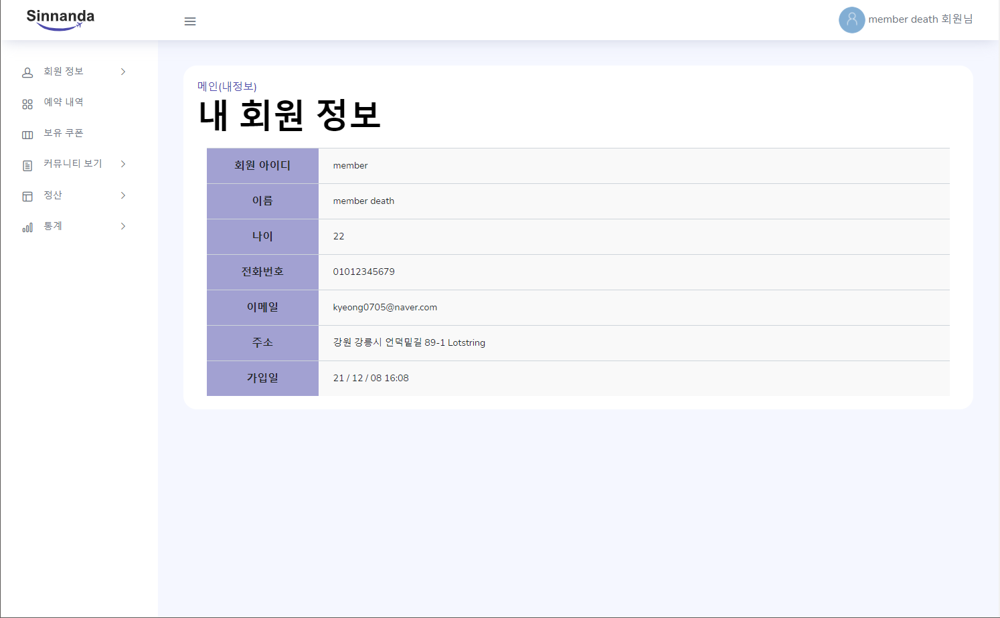 Sinnanda
member death 회원님
회원 정보
예약 내역
보유 쿠폰
커뮤니티 보기
정산
통계
메인(내정보)
내 회원 정보
회원 아이디 member
이름 member death
나이 22
전화번호 01012345679
이메일 kyeong0705@naver.com
주소 강원 강릉시 언덕밑길 89-1 Lotstring
가입일 21 / 12 / 08 16:08